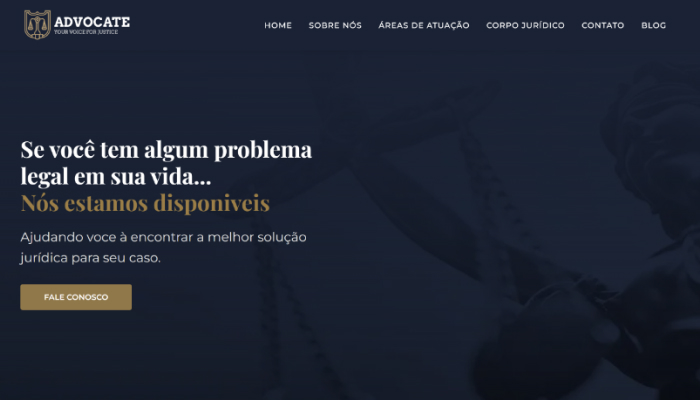 ADVOCATE
YOUR VOICE FOR JUSTICE
HOME SOBRE NÓS ÁREAS DE ATUAÇÃO CORPO JURÍDICO CONTATO BLOG
Se você tem algum problema
legal em sua vida...
Nós estamos disponiveis
Ajudando voce à encontrar a melhor solução
jurídica para seu caso.
FALE CONOSCO